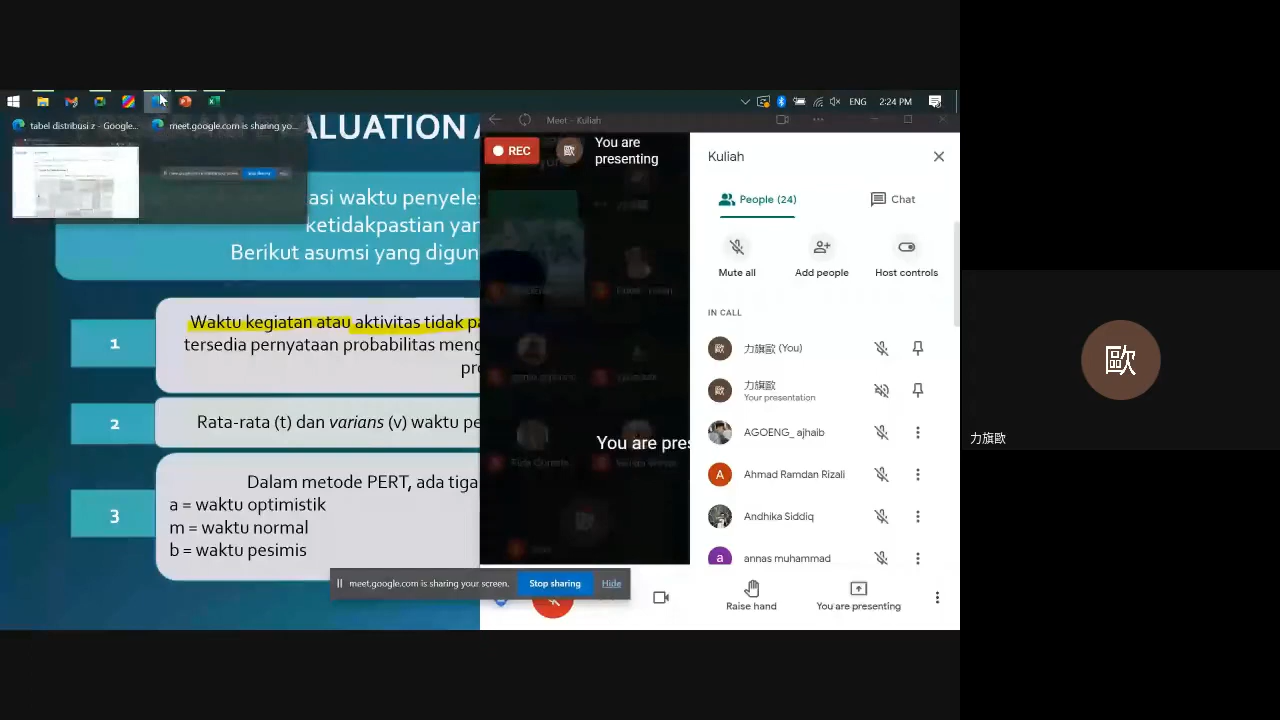 ENG
2:24 PM
tabel distribusi z - Google...
meet.google.com is sharing yo...
Meet – Kuliah
ALUATION A
asi waktu penyeles
ketidakpastian yan
Berikut asumsi yang digun
1
Waktu kegiatan atau aktivitas tidak pa
tersedia pernyataan probabilitas meng
pro
2
Rata-rata (t) dan varians (v) waktu pe
3
Dalam metode PERT, ada tiga
a = waktu optimistik
m = waktu normal
b = waktu pesimis
REC
歐
You are
presenting
You are pres
meet.google.com is sharing your screen.
Stop sharing
Hide
Kuliah
People (24)
Chat
Mute all
Add people
Host controls
IN CALL
歐
力旗歐 (You)
歐
力旗歐
Your presentation
AGOENG_ ajhaib
A
Ahmad Ramdan Rizali
Andhika Siddiq
a
annas muhammad
Raise hand
You are presenting
歐
力旗歐